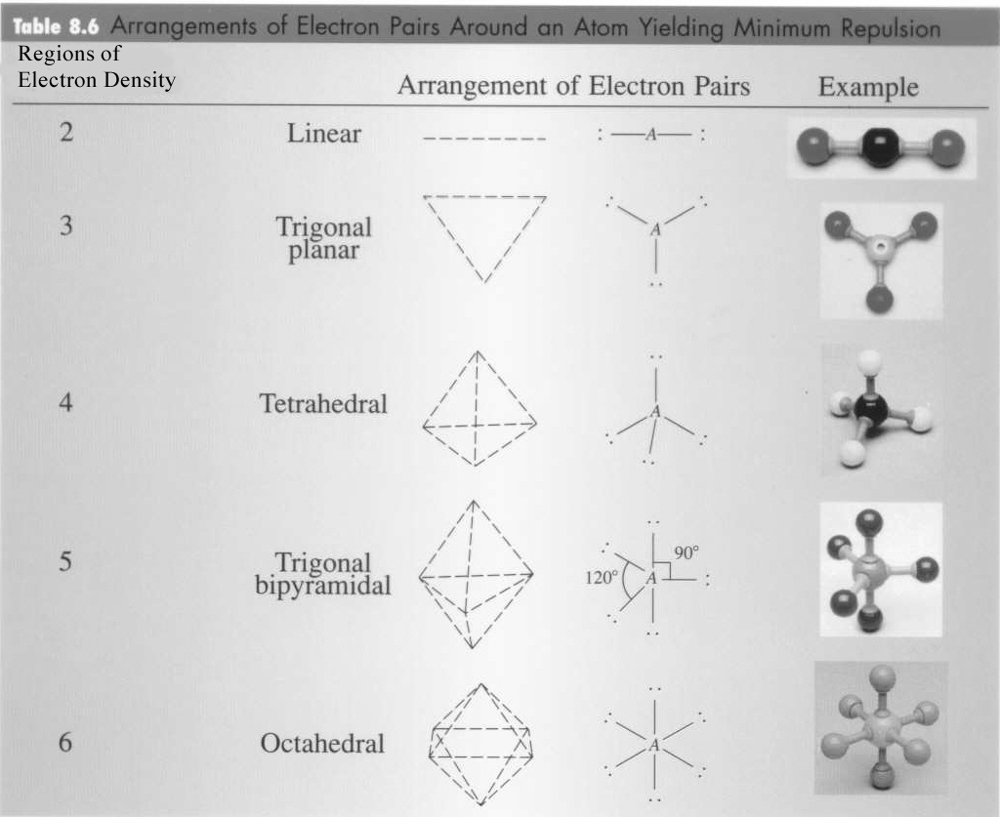 Table 8.6 Arrangements of Electron Pairs Around an Atom Yielding Minimum Repulsion
Regions of
Electron Density
Arrangement of Electron Pairs
Example
2
Linear
: A :
3
Trigonal
planar
A
4
Tetrahedral
A
5
Trigonal
bipyramidal
90°
120°
A
6
Octahedral
A